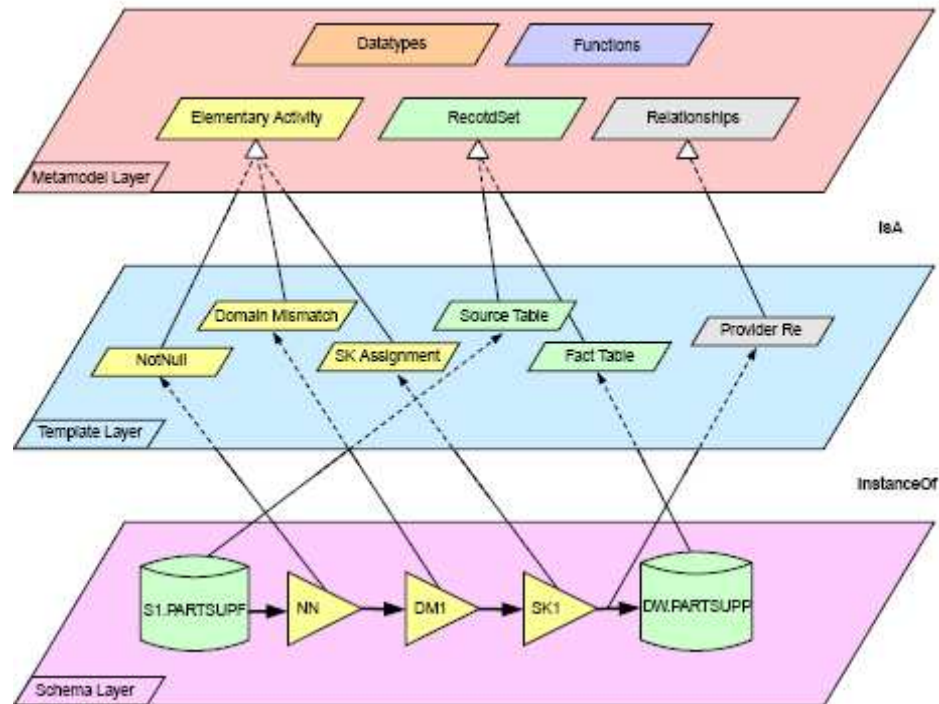 Datatypes
Functions
Elementary Activity
RecotdSet
Relationships
Metamodel Layer
IsA
Domain Mismatch
Source Table
Provider Re
NotNull
SK Assignment
Fact Table
Template Layer
InstanceOf
S1.PARTSUPF
NN
DM1
SK1
DW.PARTSUPP
Schema Layer